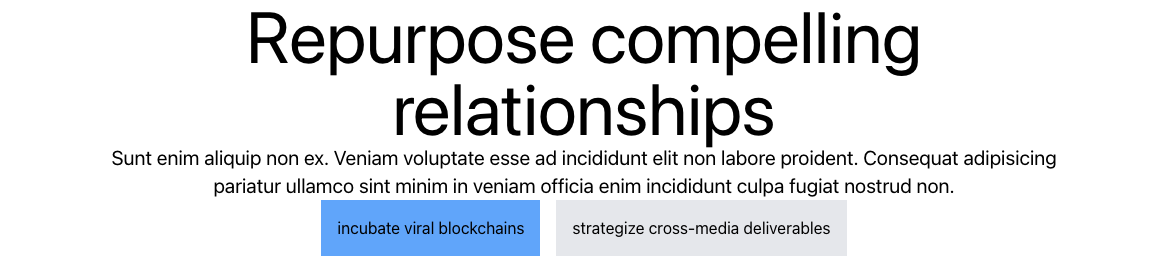 Repurpose compelling
relationships
Sunt enim aliquip non ex. Veniam voluptate esse ad incididunt elit non labore proident. Consequat adipisicing
pariatur ullamco sint minim in veniam officia enim incididunt culpa fugiat nostrud non.
incubate viral blockchains
strategize cross-media deliverables